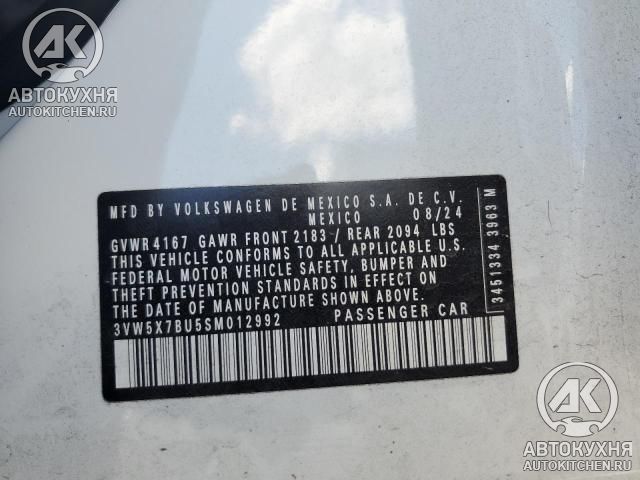 AK
АВТОКУХНЯ
AUTOKITCHEN.RU
MFD BY VOLKSWAGEN DE MEXICO S.A. DE C.V.
MEXICO 08/24
GVWR 4167 GAWR FRONT 2183 / REAR 2094 LBS
THIS VEHICLE CONFORMS TO ALL APPLICABLE U.S.
FEDERAL MOTOR VEHICLE SAFETY, BUMPER AND
THEFT PREVENTION STANDARDS IN EFFECT ON
THE DATE OF MANUFACTURE SHOWN ABOVE.
3VW5X7BU5SM012992 PASSENGER CAR
3451334 3963 M
AK
АВТОКУХНЯ
AUTOKITCHEN.RU